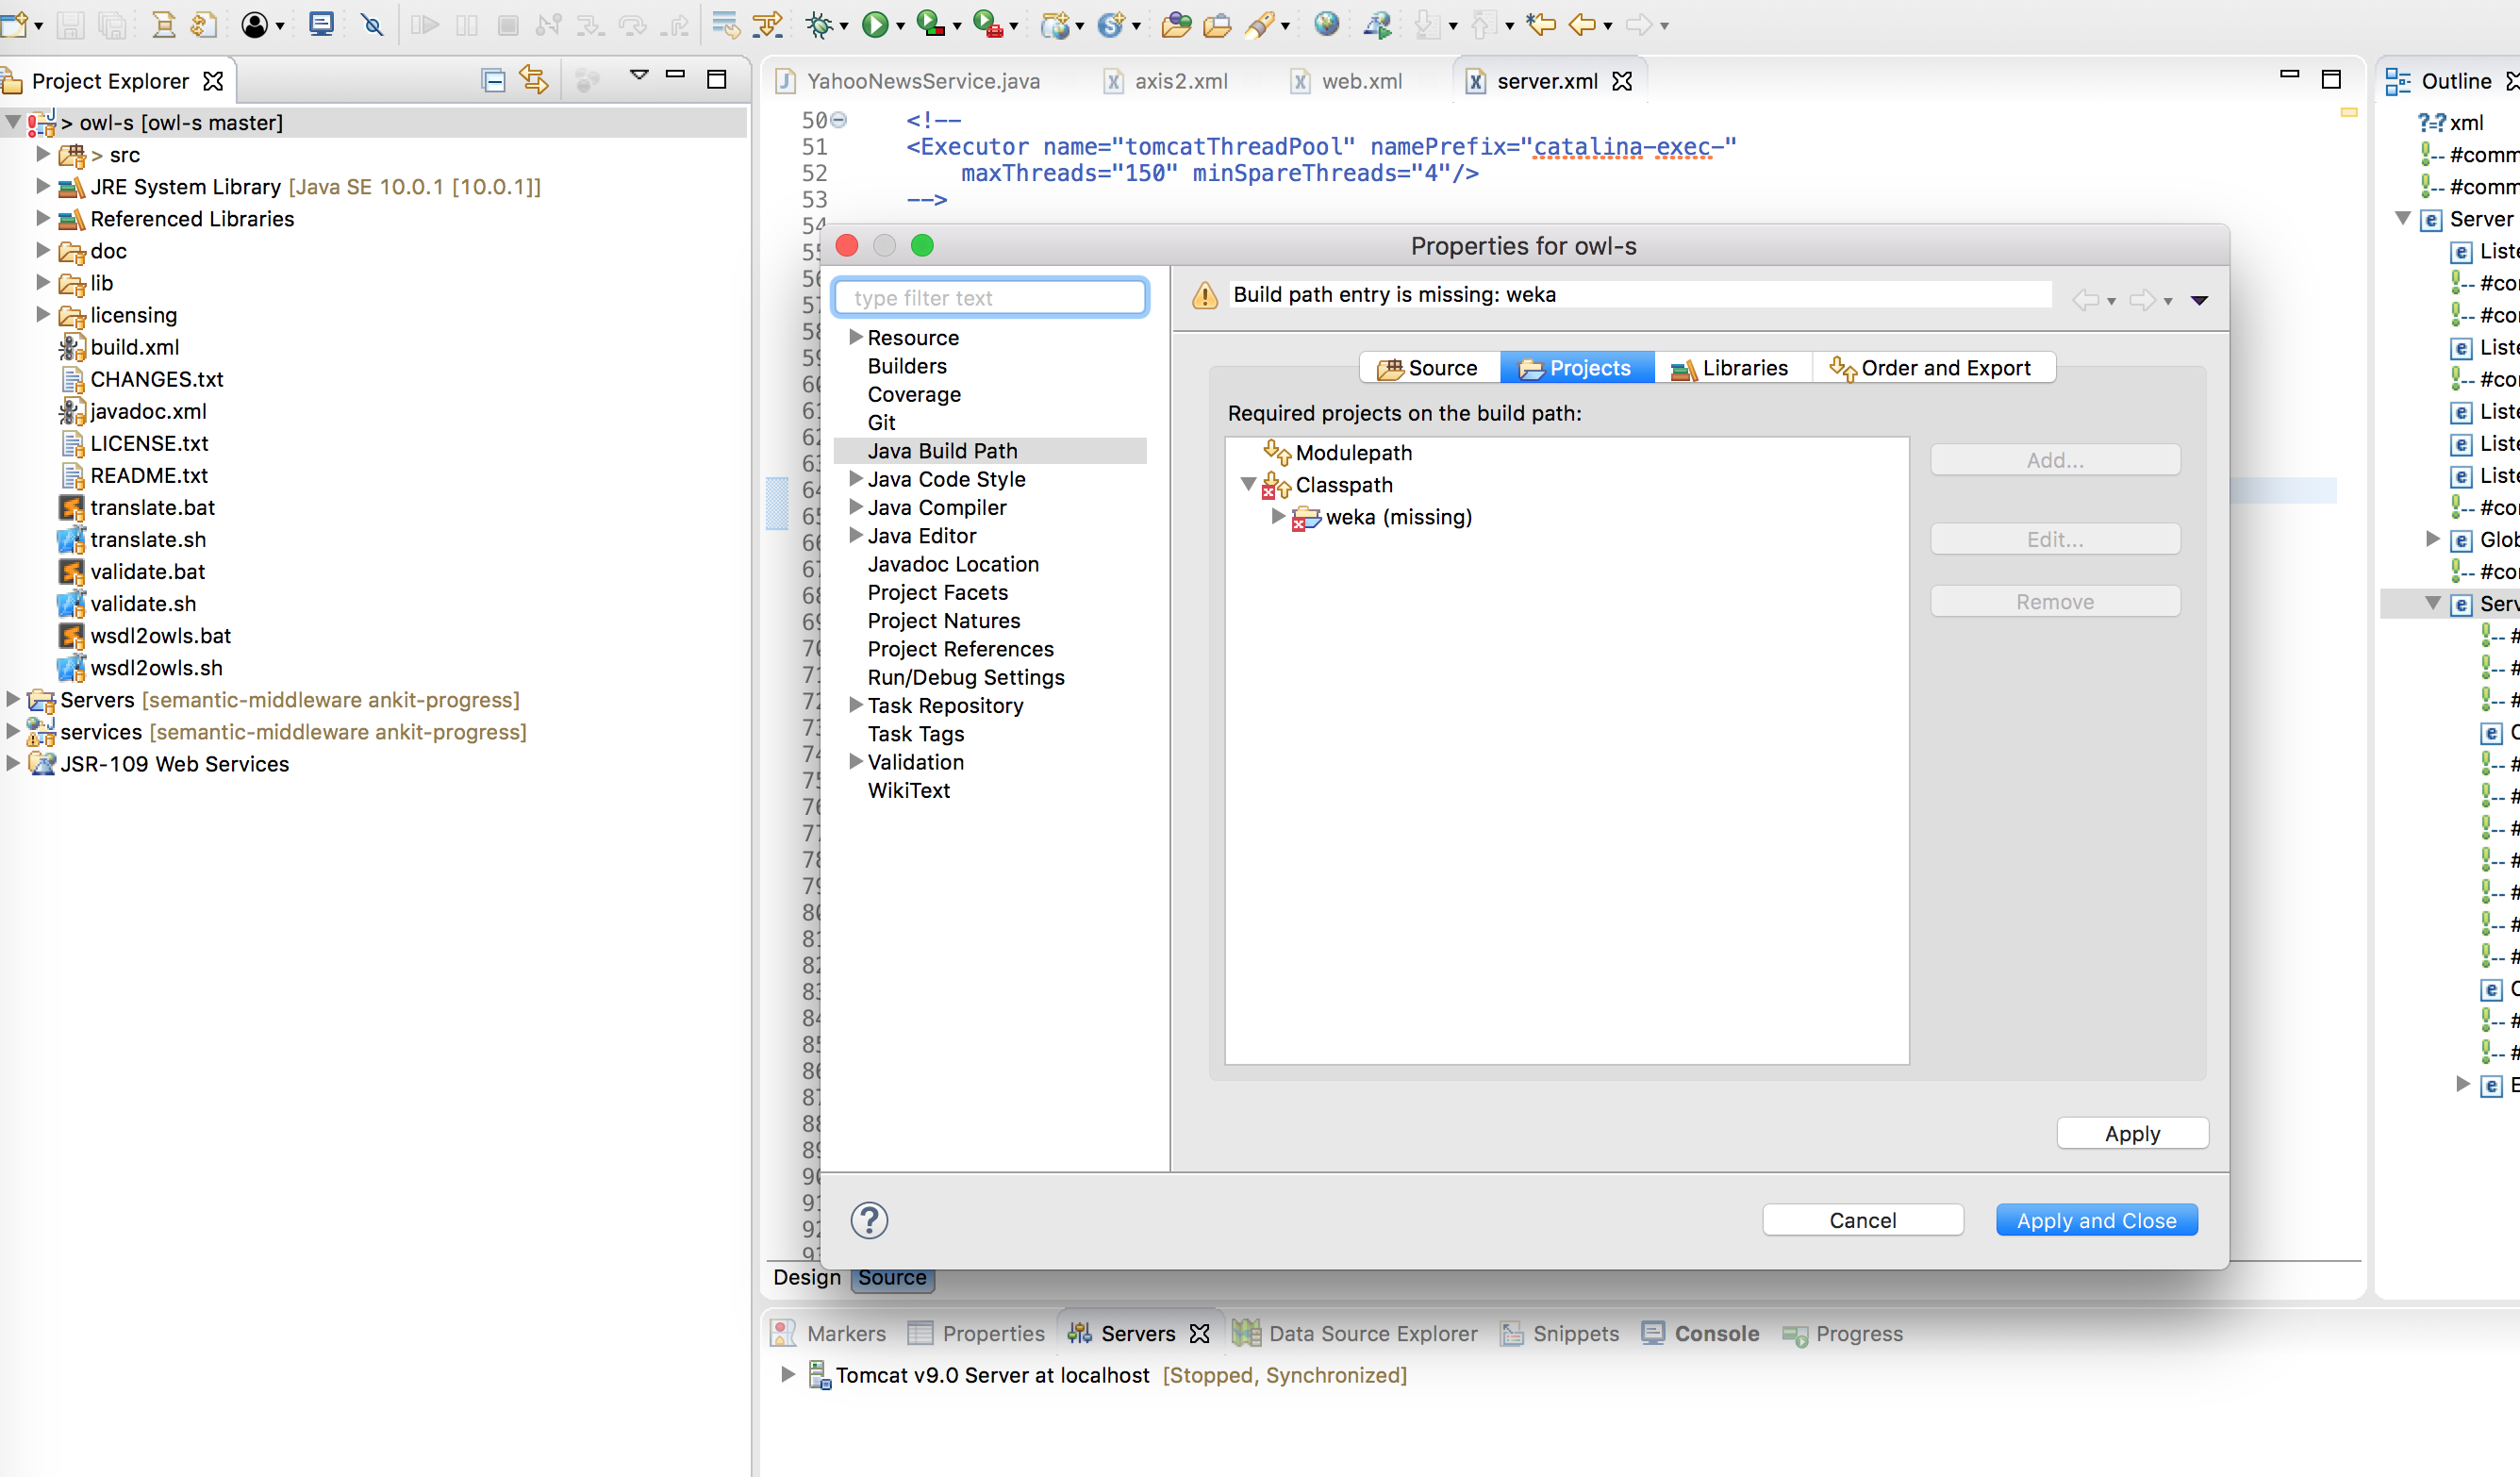 Project Explorer
> owl-s [owl-s master]
> src
JRE System Library [Java SE 10.0.1 [10.0.1]]
Referenced Libraries
doc
lib
licensing
build.xml
CHANGES.txt
javadoc.xml
LICENSE.txt
README.txt
translate.bat
translate.sh
validate.bat
validate.sh
wsdl2owls.bat
wsdl2owls.sh
Servers [semantic-middleware ankit-progress]
services [semantic-middleware ankit-progress]
JSR-109 Web Services
YahooNewsService.java axis2.xml web.xml server.xml
50 <!--
51 <Executor name="tomcatThreadPool" namePrefix="catalina-exec-"
52 maxThreads="150" minSpareThreads="4"/>
53 -->
Properties for owl-s
type filter text
Resource
Builders
Coverage
Git
Java Build Path
Java Code Style
Java Compiler
Java Editor
Javadoc Location
Project Facets
Project Natures
Project References
Run/Debug Settings
Task Repository
Task Tags
Validation
WikiText
Build path entry is missing: weka
Source Projects Libraries Order and Export
Required projects on the build path:
Modulepath
Classpath
weka (missing)
Add...
Edit...
Remove
Apply
Cancel Apply and Close
Design Source
Markers Properties Servers Data Source Explorer Snippets Console Progress
Tomcat v9.0 Server at localhost [Stopped, Synchronized]
Outline
?=? xml
Server